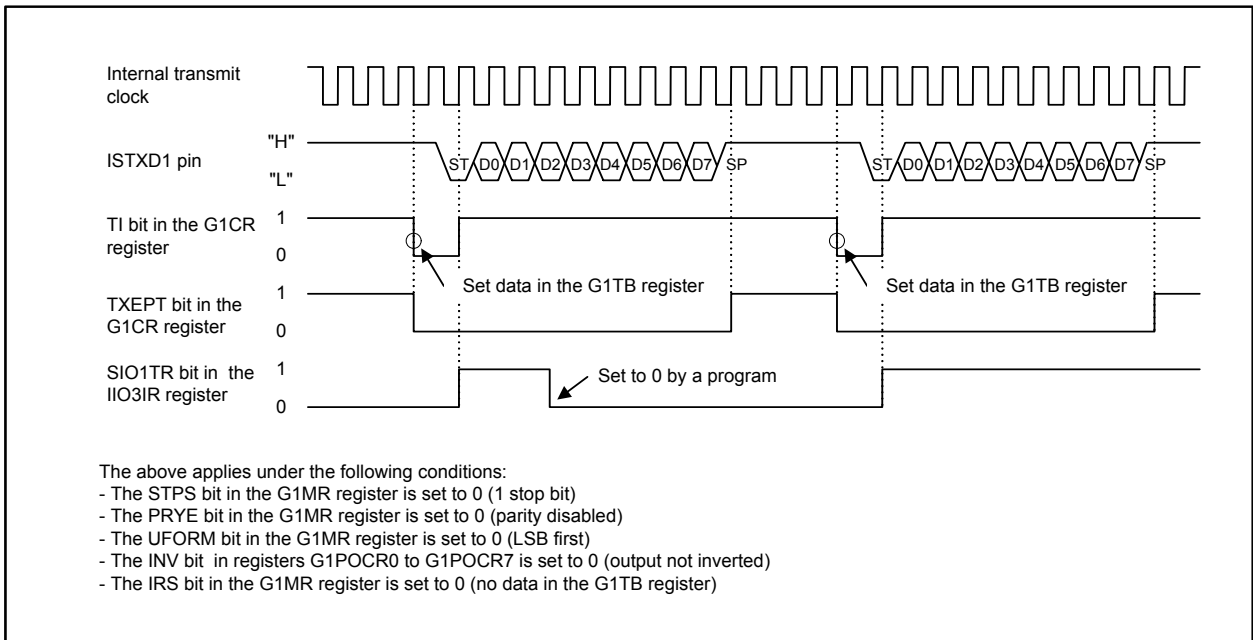 Internal transmit
clock
"H"
ISTXD1 pin
"L"
ST D0 D1 D2 D3 D4 D5 D6 D7 SP
ST D0 D1 D2 D3 D4 D5 D6 D7 SP
TI bit in the G1CR
register
1
0
Set data in the G1TB register
Set data in the G1TB register
TXEPT bit in the
G1CR register
1
0
SIO1TR bit in the
IIO3IR register
1
0
Set to 0 by a program
The above applies under the following conditions:
- The STPS bit in the G1MR register is set to 0 (1 stop bit)
- The PRYE bit in the G1MR register is set to 0 (parity disabled)
- The UFORM bit in the G1MR register is set to 0 (LSB first)
- The INV bit in registers G1POCR0 to G1POCR7 is set to 0 (output not inverted)
- The IRS bit in the G1MR register is set to 0 (no data in the G1TB register)